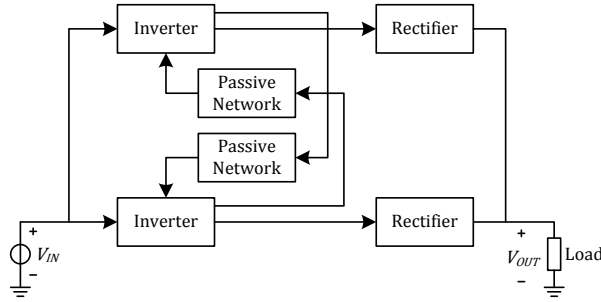 Inverter
Rectifier
Passive
Network
Passive
Network
Inverter
Rectifier
+
V_IN
−
+
V_OUT
−
Load